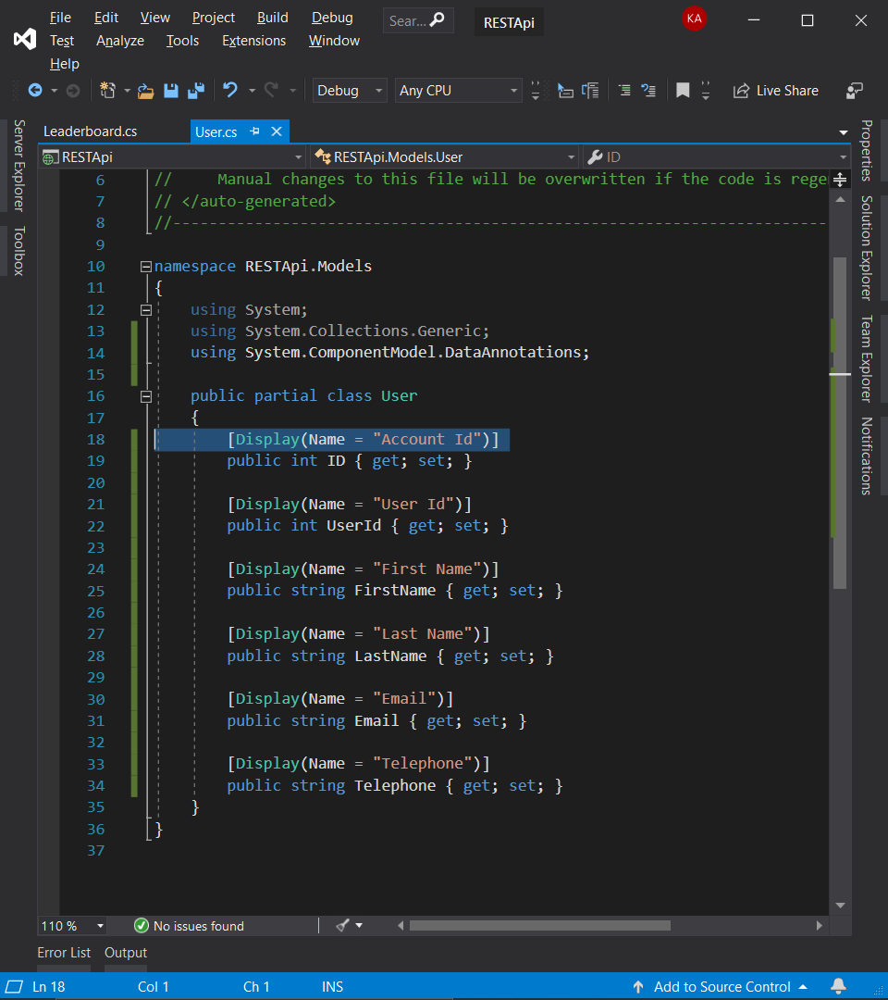 File Edit View Project Build Debug
Test Analyze Tools Extensions Window
Help
Sear...
RESTApi
KA
Debug Any CPU Live Share
Server Explorer
Toolbox
Leaderboard.cs User.cs
RESTApi RESTApi.Models.User ID
6 //     Manual changes to this file will be overwritten if the code is rege
7 // </auto-generated>
8 //------------------------------------------------------------------------
9
10 namespace RESTApi.Models
11 {
12     using System;
13     using System.Collections.Generic;
14     using System.ComponentModel.DataAnnotations;
15
16     public partial class User
17     {
18         [Display(Name = "Account Id")]
19         public int ID { get; set; }
20
21         [Display(Name = "User Id")]
22         public int UserId { get; set; }
23
24         [Display(Name = "First Name")]
25         public string FirstName { get; set; }
26
27         [Display(Name = "Last Name")]
28         public string LastName { get; set; }
29
30         [Display(Name = "Email")]
31         public string Email { get; set; }
32
33         [Display(Name = "Telephone")]
34         public string Telephone { get; set; }
35     }
36 }
37
Properties
Solution Explorer
Team Explorer
Notifications
110 % No issues found
Error List Output
Ln 18 Col 1 Ch 1 INS Add to Source Control